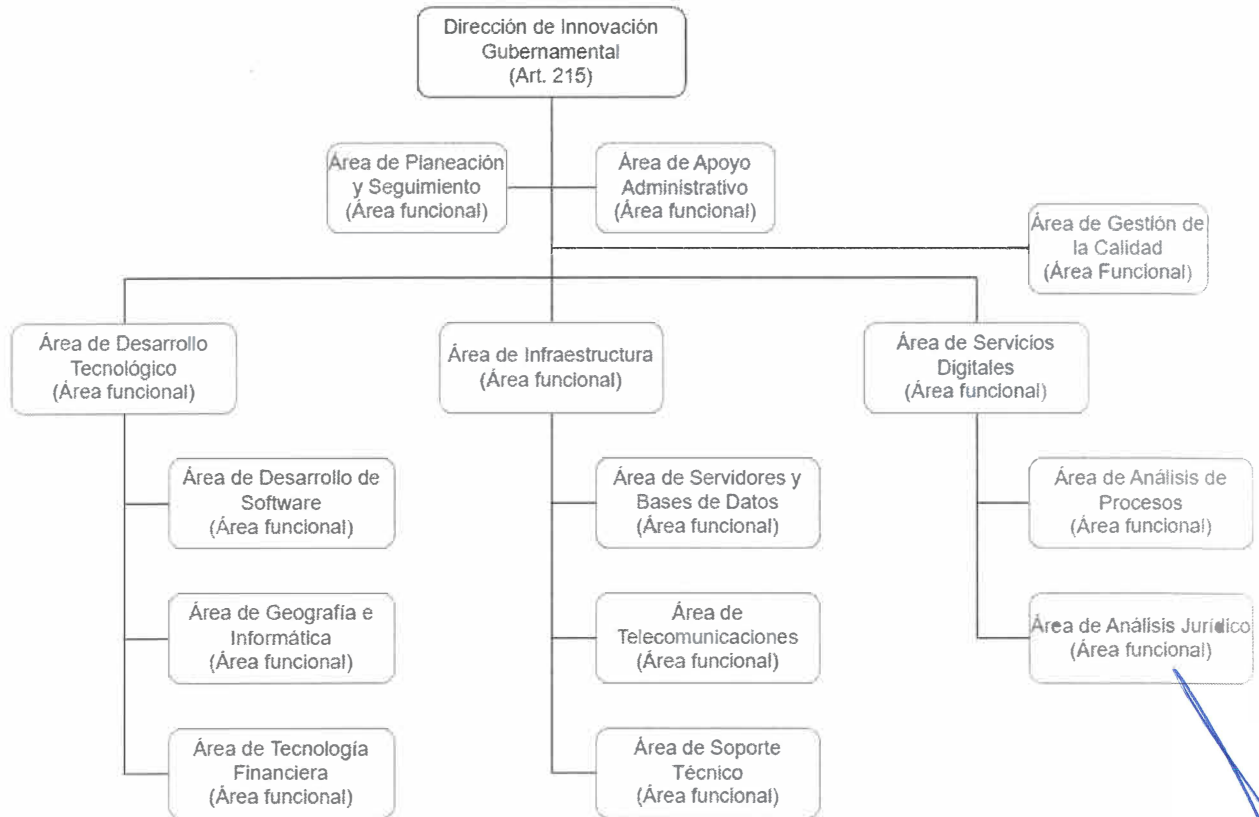 Dirección de Innovación
Gubernamental
(Art. 215)
Área de Planeación
y Seguimiento
(Área funcional)
Área de Apoyo
Administrativo
(Área funcional)
Área de Gestión de
la Calidad
(Área Funcional)
Área de Desarrollo
Tecnológico
(Área funcional)
Área de Infraestructura
(Área funcional)
Área de Servicios
Digitales
(Área funcional)
Área de Desarrollo de
Software
(Área funcional)
Área de Servidores y
Bases de Datos
(Área funcional)
Área de Análisis de
Procesos
(Área funcional)
Área de Geografía e
Informática
(Área funcional)
Área de
Telecomunicaciones
(Área funcional)
Área de Análisis Jurídico
(Área funcional)
Área de Tecnología
Financiera
(Área funcional)
Área de Soporte
Técnico
(Área funcional)